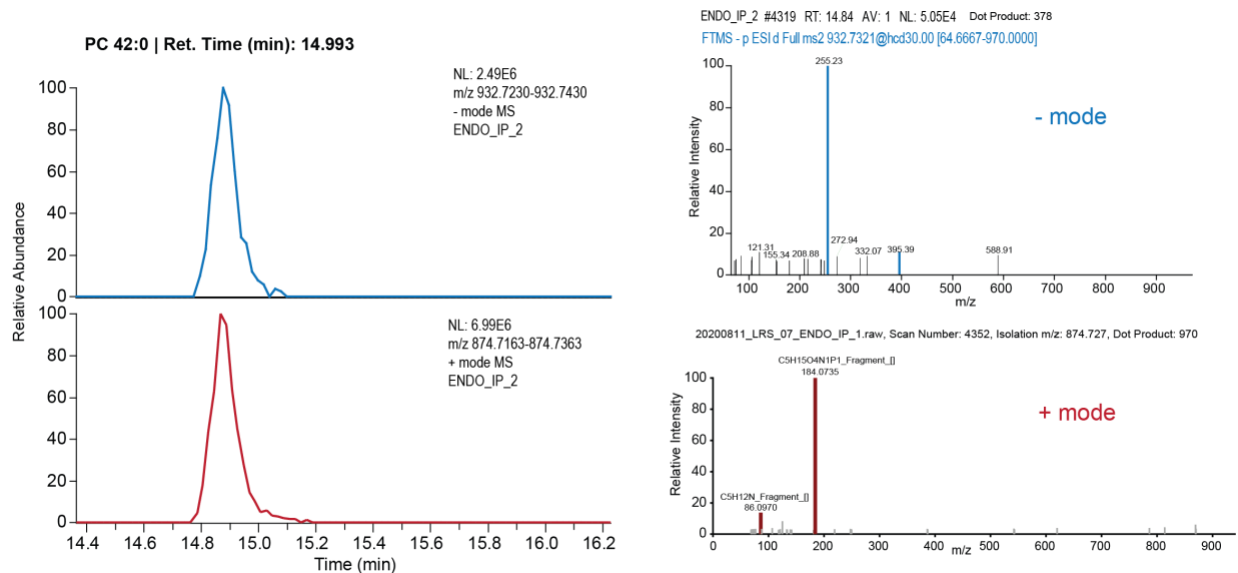 PC 42:0 | Ret. Time (min): 14.993
NL: 2.49E6
m/z 932.7230-932.7430
- mode MS
ENDO_IP_2
Relative Abundance
100
80
60
40
20
0
NL: 6.99E6
m/z 874.7163-874.7363
+ mode MS
ENDO_IP_2
100
80
60
40
20
0
14.4 14.6 14.8 15.0 15.2 15.4 15.6 15.8 16.0 16.2
Time (min)
ENDO_IP_2 #4319 RT: 14.84 AV: 1 NL: 5.05E4 Dot Product: 378
FTMS - p ESI d Full ms2 932.7321@hcd30.00 [64.6667-970.0000]
- mode
Relative Intensity
100
80
60
40
20
0
255.23
121.31
155.34
208.88
272.94
332.07
395.39
588.91
100 200 300 400 500 600 700 800 900
m/z
20200811_LRS_07_ENDO_IP_1.raw, Scan Number: 4352, Isolation m/z: 874.727, Dot Product: 970
C5H15O4N1P1_Fragment_[]
184.0735
+ mode
Relative Intensity
100
80
60
40
20
0
C5H12N_Fragment_[]
86.0970
0 100 200 300 400 500 600 700 800 900
m/z